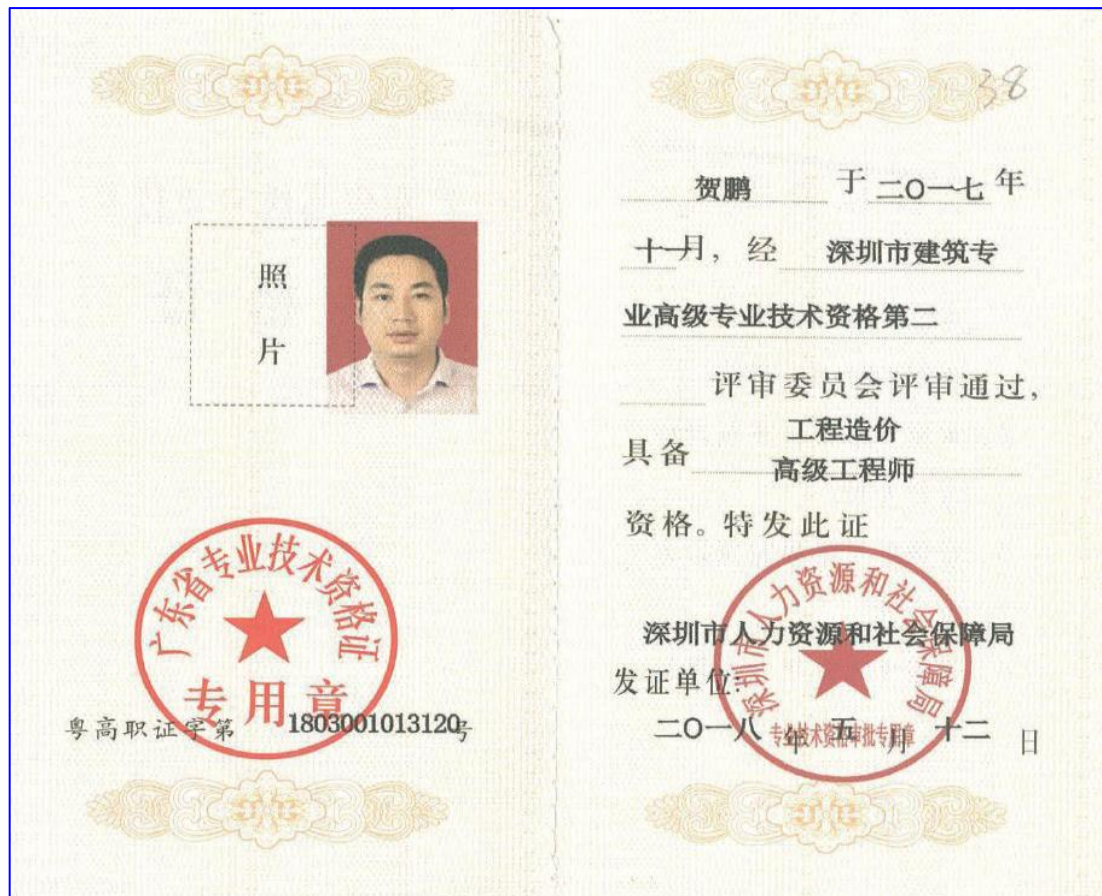 照
片
广东省专业技术资格证
专用章
粤高职证字第 1803001013120号
38
贺鹏 于 二〇一七 年
十一月，经 深圳市建筑专
业高级专业技术资格第二
评审委员会评审通过，
具备 工程造价
高级工程师
资格。特发此证
深圳市人力资源和社会保障局
深圳市人力资源和社会保障局
发证单位：
二〇一八 年 五 月 十二 日
专业技术资格审批专用章